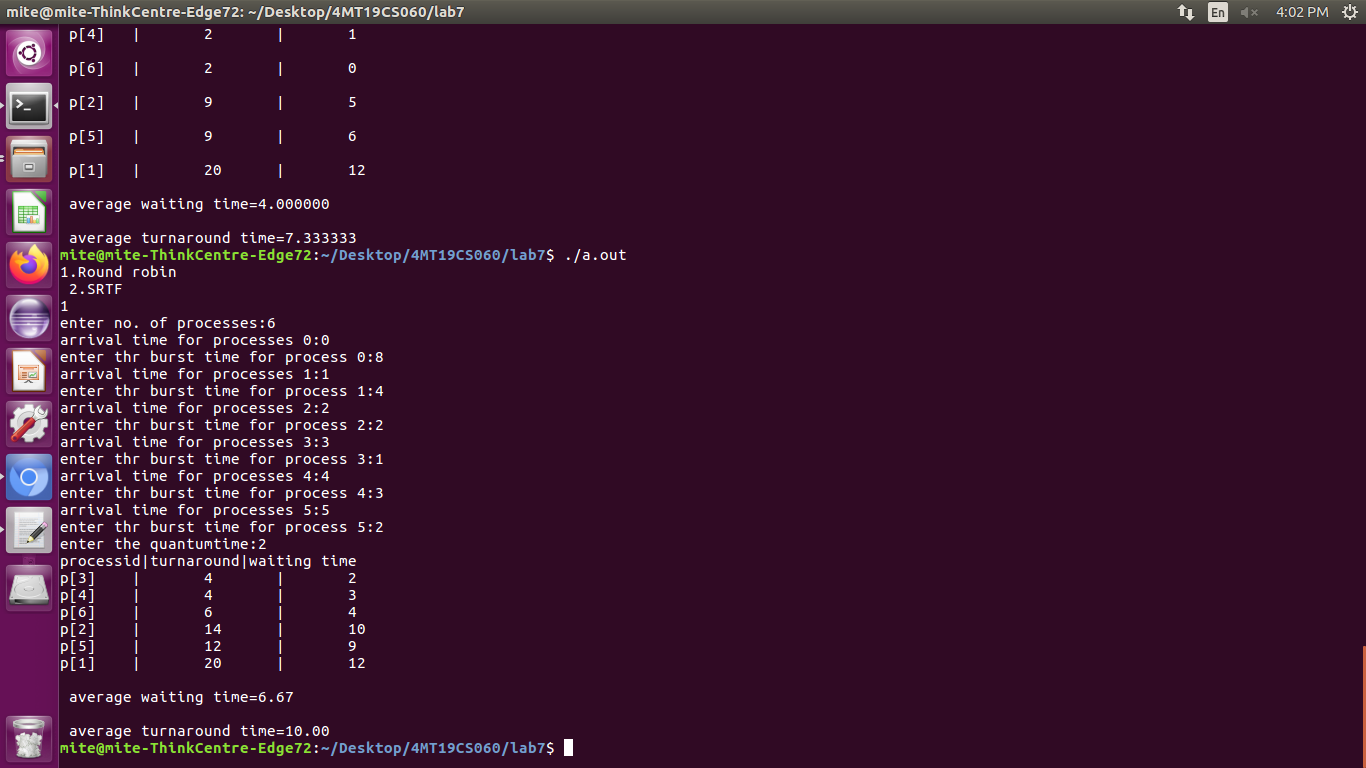 mite@mite-ThinkCentre-Edge72: ~/Desktop/4MT19CS060/lab7 En 4:02 PM
p[4] | 2 | 1
p[6] | 2 | 0
p[2] | 9 | 5
p[5] | 9 | 6
p[1] | 20 | 12
average waiting time=4.000000
average turnaround time=7.333333
mite@mite-ThinkCentre-Edge72:~/Desktop/4MT19CS060/lab7$ ./a.out
1.Round robin
2.SRTF
1
enter no. of processes:6
arrival time for processes 0:0
enter thr burst time for process 0:8
arrival time for processes 1:1
enter thr burst time for process 1:4
arrival time for processes 2:2
enter thr burst time for process 2:2
arrival time for processes 3:3
enter thr burst time for process 3:1
arrival time for processes 4:4
enter thr burst time for process 4:3
arrival time for processes 5:5
enter thr burst time for process 5:2
enter the quantumtime:2
processid|turnaround|waiting time
p[3] | 4 | 2
p[4] | 4 | 3
p[6] | 6 | 4
p[2] | 14 | 10
p[5] | 12 | 9
p[1] | 20 | 12
average waiting time=6.67
average turnaround time=10.00
mite@mite-ThinkCentre-Edge72:~/Desktop/4MT19CS060/lab7$